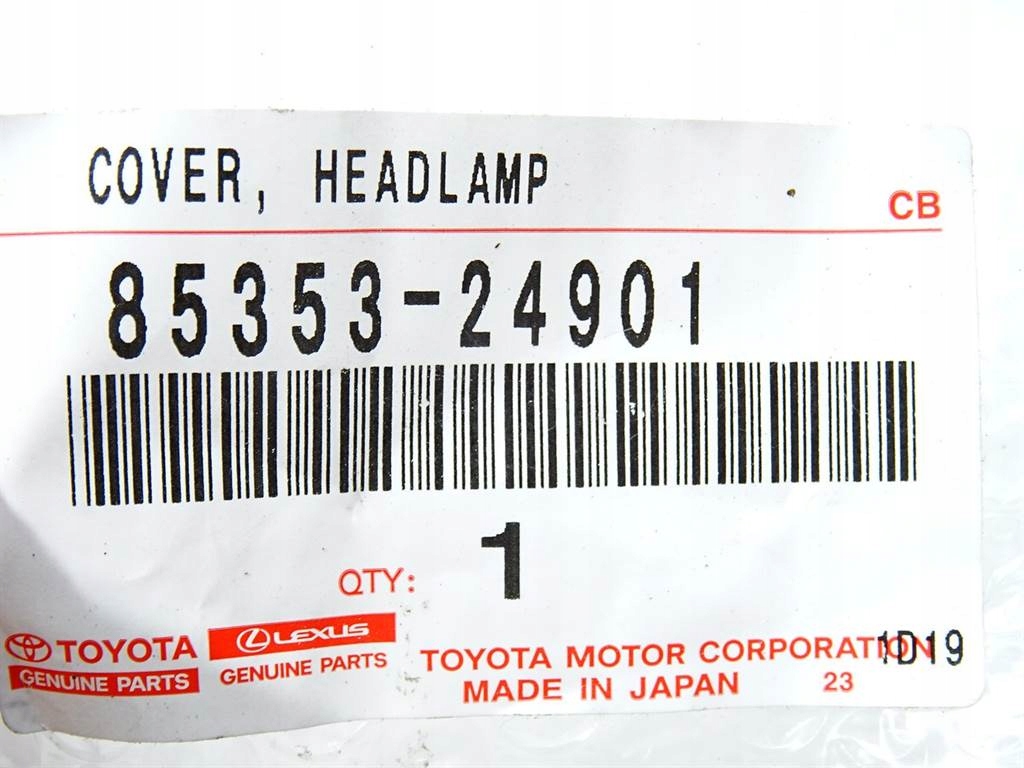 COVER, HEADLAMP
CB
85353-24901
QTY: 1
TOYOTA
GENUINE PARTS
LEXUS
GENUINE PARTS
TOYOTA MOTOR CORPORATION 1D19
MADE IN JAPAN 23